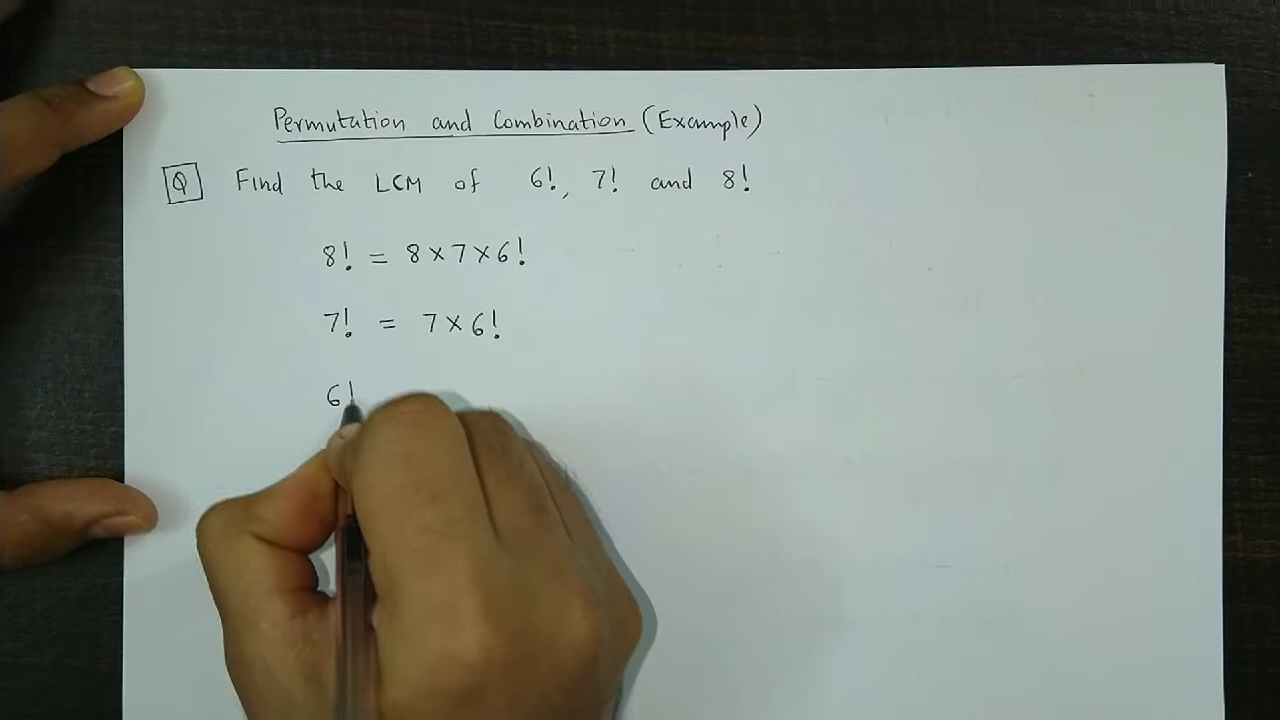 Permutation and Combination (Example)
Q Find the LCM of 6!, 7! and 8!
8! = 8×7×6!
7! = 7×6!
6!